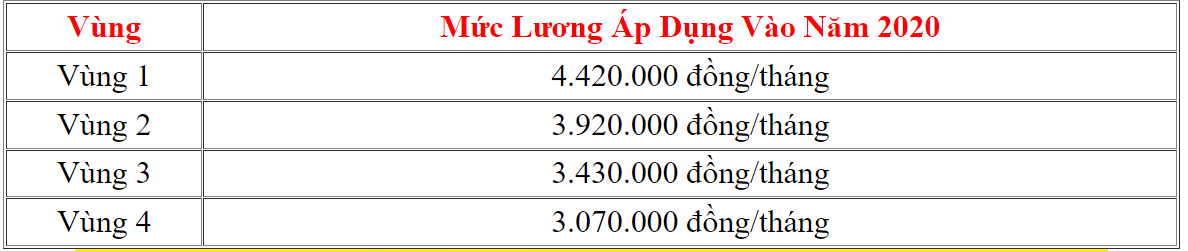 Vùng Mức Lương Áp Dụng Vào Năm 2020
Vùng 1 4.420.000 đồng/tháng
Vùng 2 3.920.000 đồng/tháng
Vùng 3 3.430.000 đồng/tháng
Vùng 4 3.070.000 đồng/tháng